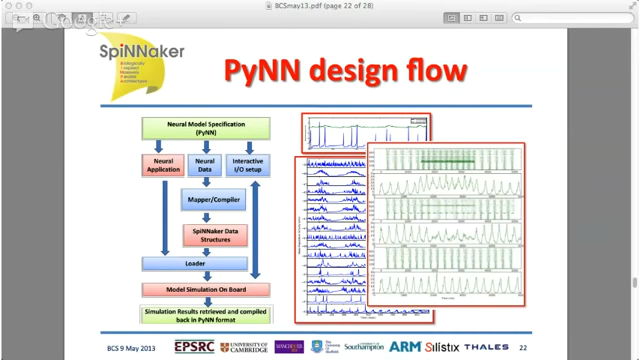 BCSmay13.pdf (page 22 of 28)
Google+
SpiNNaker
PyNN design flow
Neural Model Specification
(PyNN)
Neural
Application
Neural
Data
Interactive
I/O setup
Mapper/Compiler
SpiNNaker Data
Structures
Loader
Model Simulation On Board
Simulation Results retrieved and compiled
back in PyNN format
BCS 9 May 2013
EPSRC
UNIVERSITY OF
CAMBRIDGE
MANCHESTER
Southampton
ARM
Silistix
THALES
22